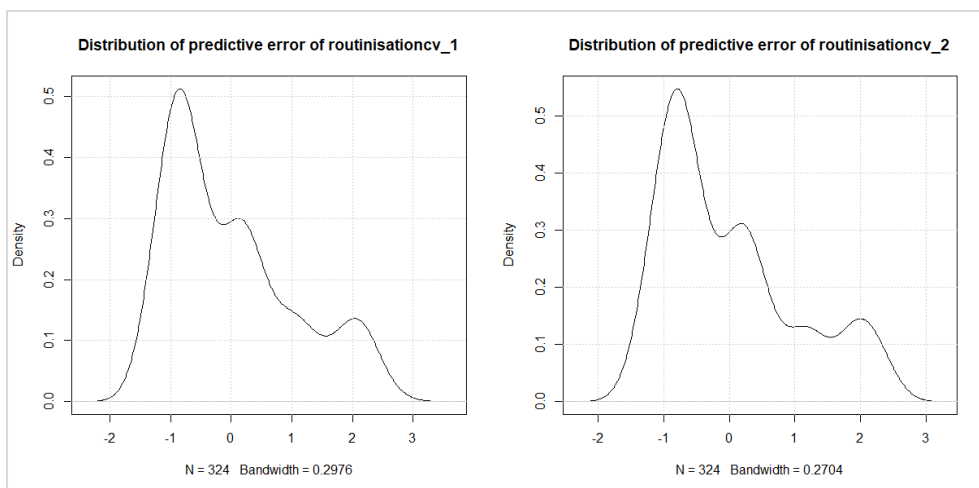 Distribution of predictive error of routinisationcv_1
Density
0.5
0.4
0.3
0.2
0.1
0.0
-2 -1 0 1 2 3
N = 324 Bandwidth = 0.2976
Distribution of predictive error of routinisationcv_2
Density
0.5
0.4
0.3
0.2
0.1
0.0
-2 -1 0 1 2 3
N = 324 Bandwidth = 0.2704